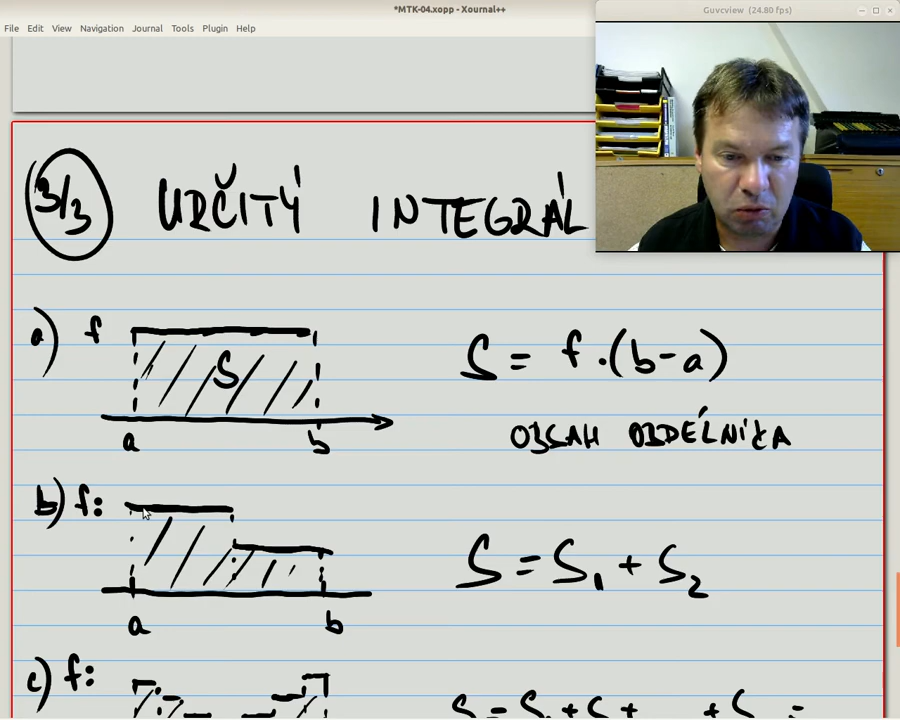 *MTK-04.xopp - Xournal++
Guvcview (24.80 fps)
File Edit View Navigation Journal Tools Plugin Help
3/3 URČITÝ INTEGRÁL
a) f
S
a b
S = f·(b-a)
OBSAH OBDÉLNÍKA
b) f:
a b
S = S1 + S2
c) f: